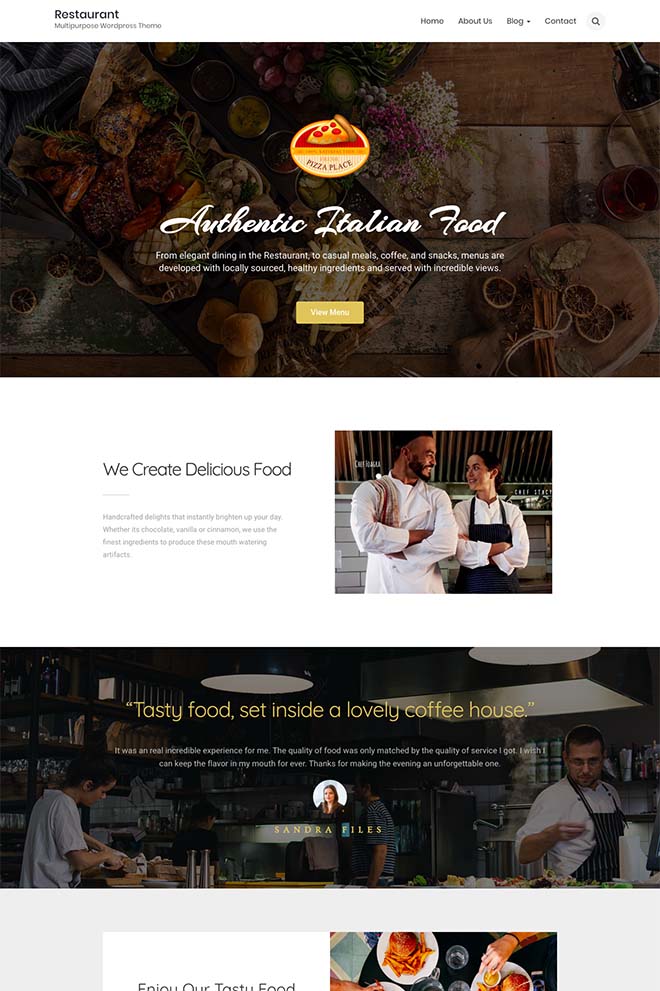 Restaurant
Multipurpose Wordpress Theme
Home About Us Blog Contact
100% SATISFACTION
PIZZA PLACE
Authentic Italian Food
From elegant dining in the Restaurant, to casual meals, coffee, and snacks, menus are
developed with locally sourced, healthy ingredients and served with incredible views.
View Menu
We Create Delicious Food
Handcrafted delights that instantly brighten up your day.
Whether its chocolate, vanilla or cinnamon, we use the
finest ingredients to produce these mouth watering
artifacts.
CHEF FOAGRA
CHEF STACY
“Tasty food, set inside a lovely coffee house.”
It was an real incredible experience for me. The quality of food was only matched by the quality of service I got. I wish I
can keep the flavor in my mouth for ever. Thanks for making the evening an unforgettable one.
SANDRA FILES
Enjoy Our Tasty Food